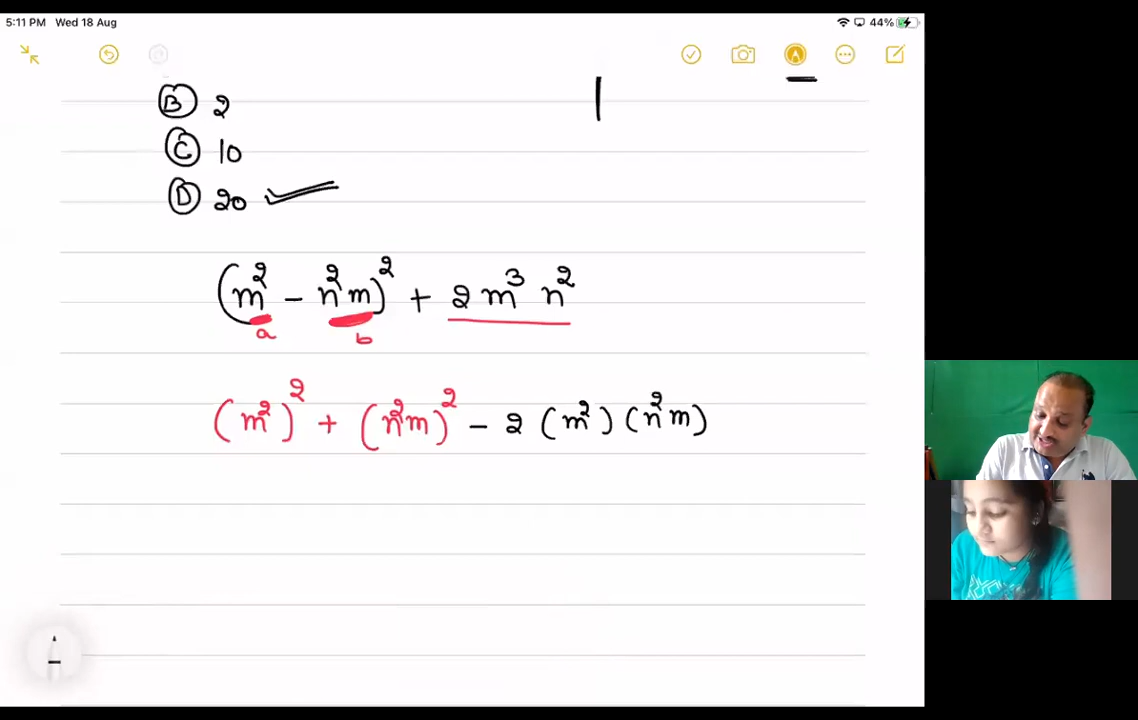 5:11 PM Wed 18 Aug 44%
B 2
C 10
D 20
(m² - n²m)² + 2m³n²
a b
(m²)² + (n²m)² - 2(m²)(n²m)